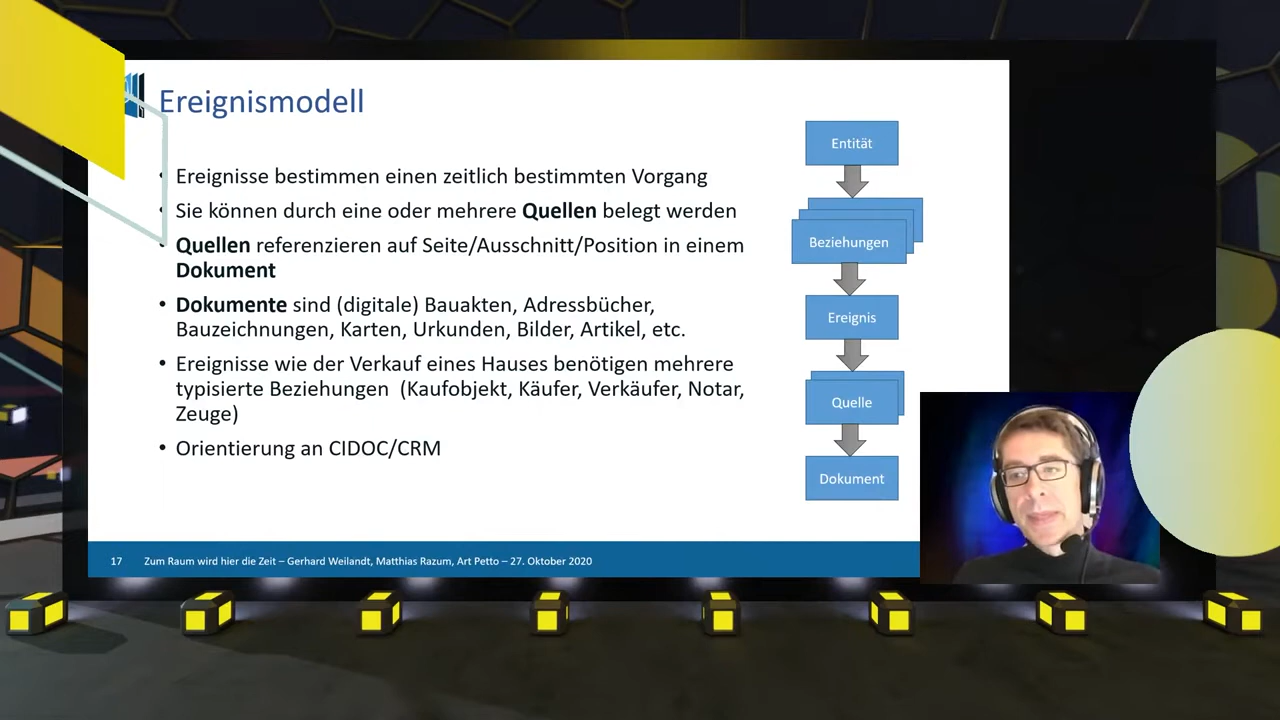 Ereignismodell
• Ereignisse bestimmen einen zeitlich bestimmten Vorgang
• Sie können durch eine oder mehrere Quellen belegt werden
• Quellen referenzieren auf Seite/Ausschnitt/Position in einem
Dokument
• Dokumente sind (digitale) Bauakten, Adressbücher,
Bauzeichnungen, Karten, Urkunden, Bilder, Artikel, etc.
• Ereignisse wie der Verkauf eines Hauses benötigen mehrere
typisierte Beziehungen (Kaufobjekt, Käufer, Verkäufer, Notar,
Zeuge)
• Orientierung an CIDOC/CRM
Entität
Beziehungen
Ereignis
Quelle
Dokument
17 Zum Raum wird hier die Zeit – Gerhard Weilandt, Matthias Razum, Art Petto – 27. Oktober 2020